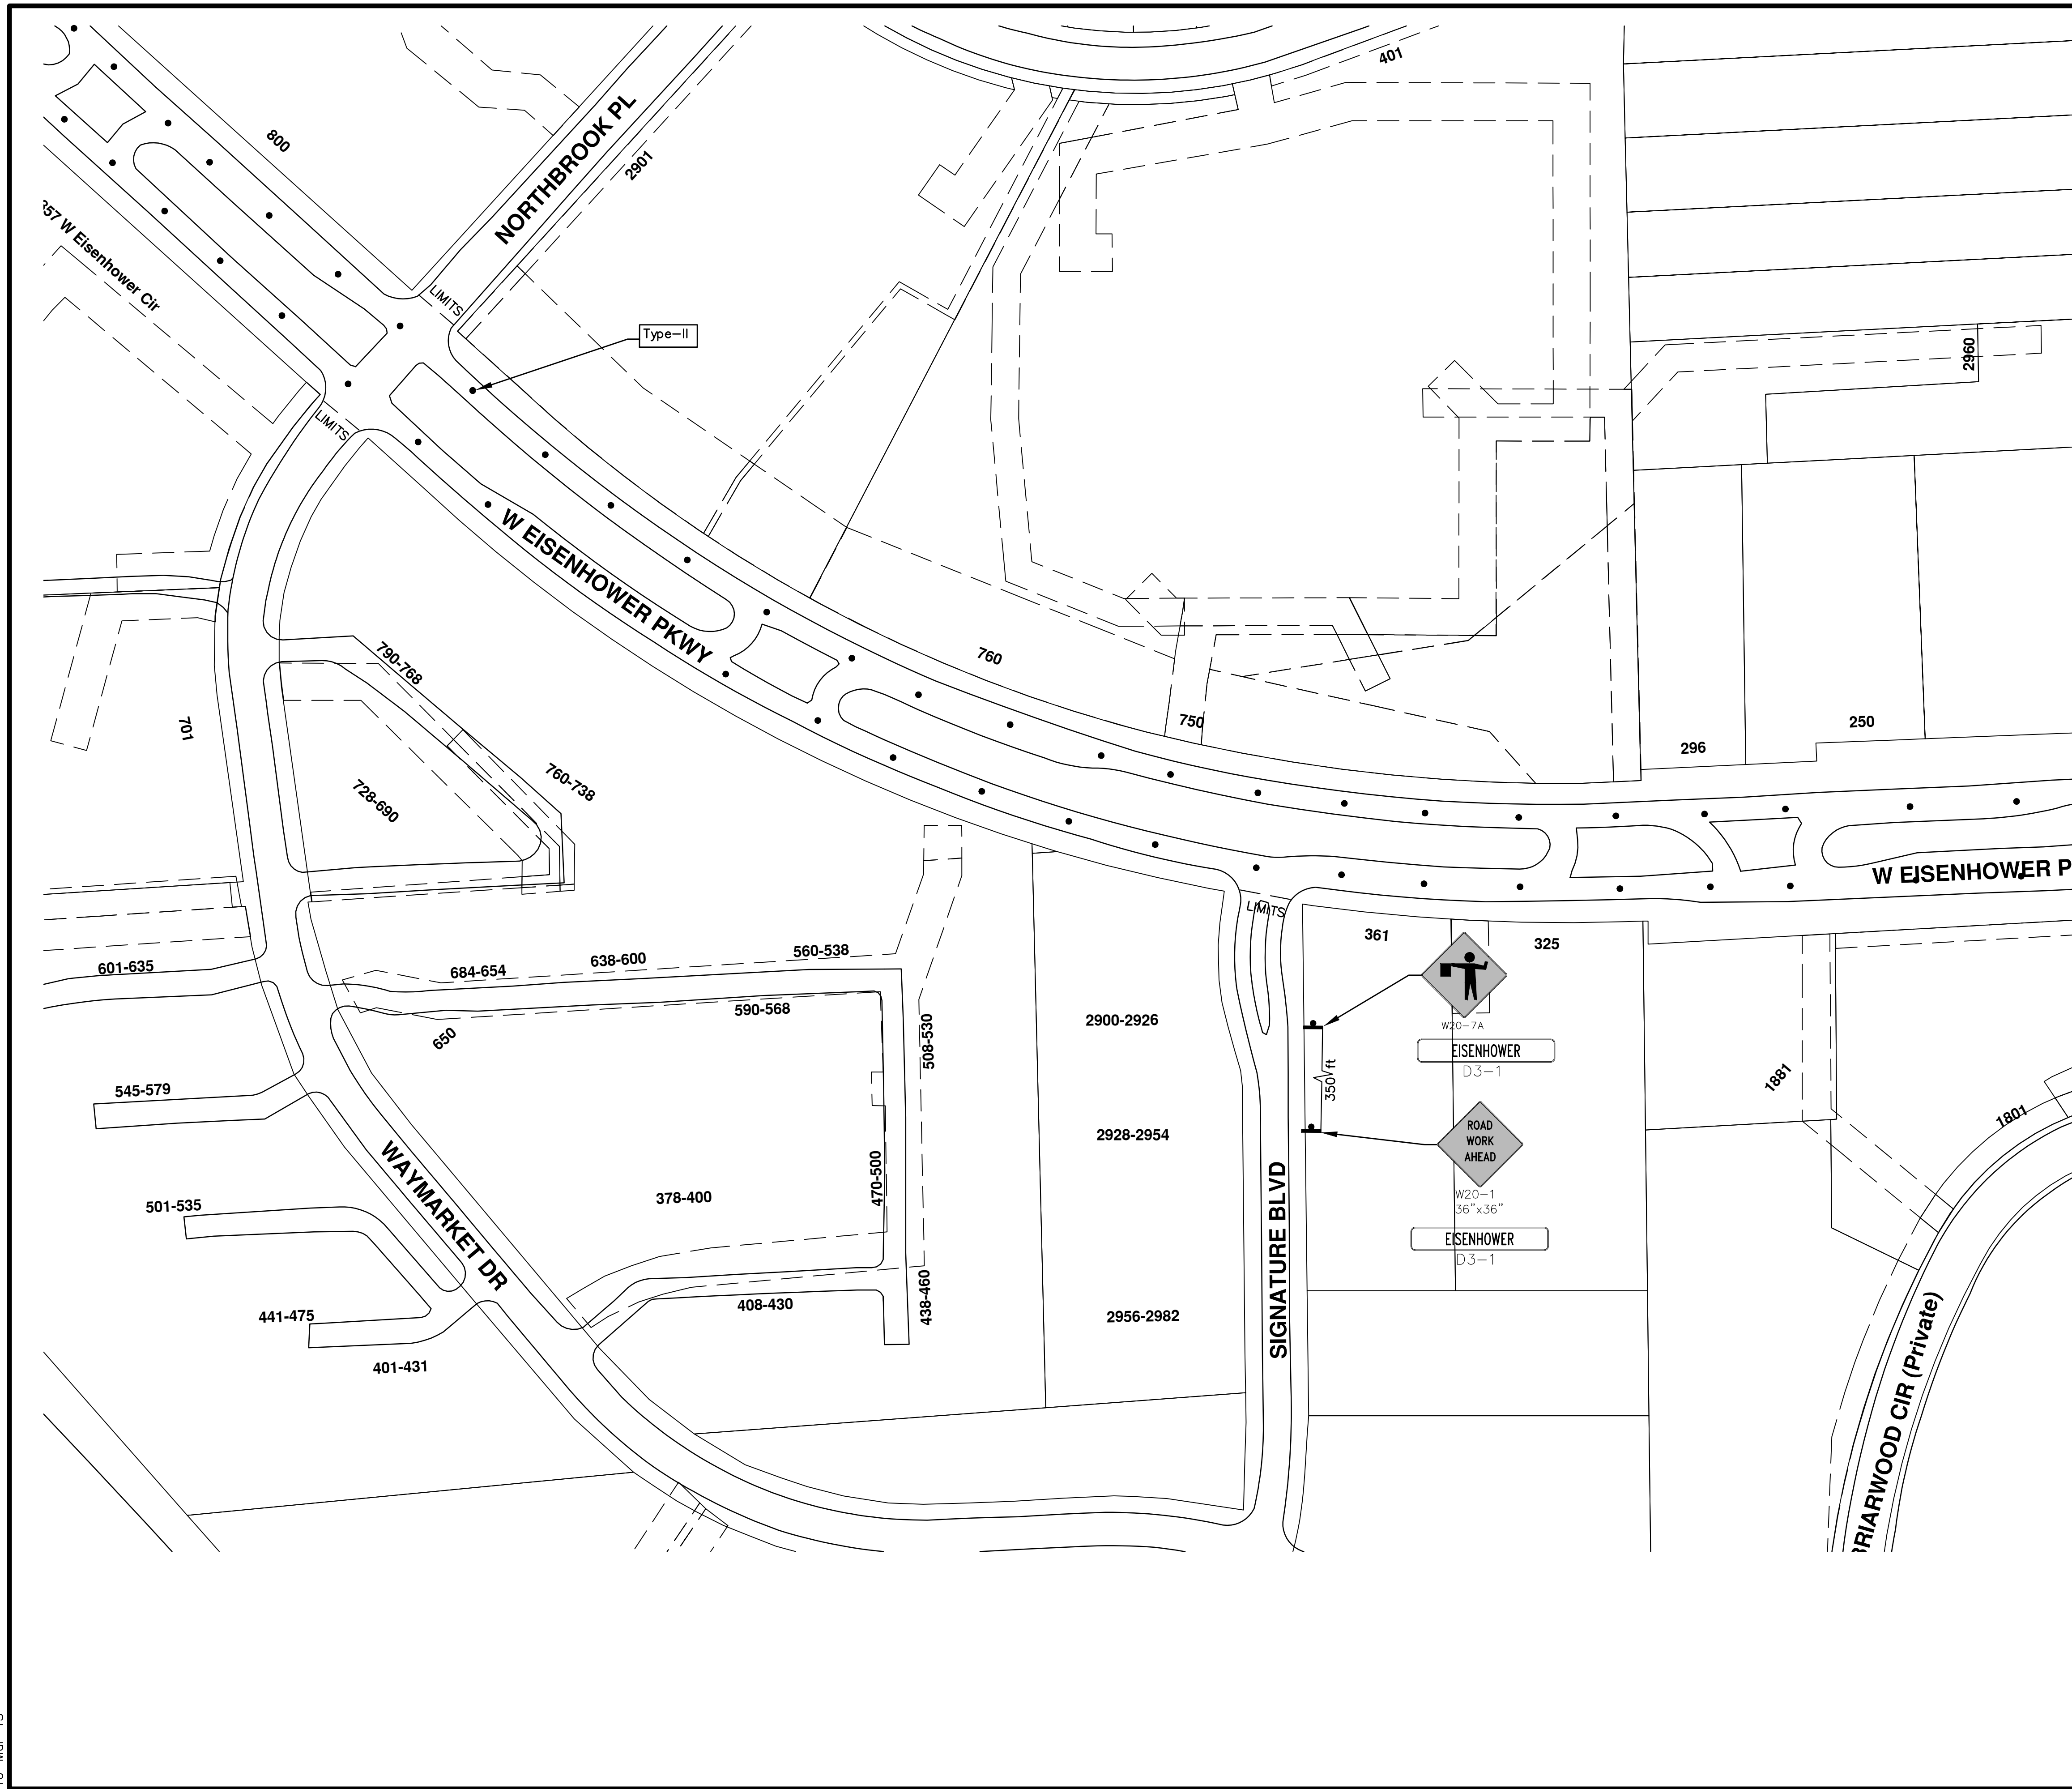 401
800
NORTHBROOK PL
2901
357 W Eisenhower Cir
LIMITS
Type-II
2960
LIMITS
W EISENHOWER PKWY
790-768
760
701
750
250
296
760-738
728-690
W EISENHOWER P
LIMITS
361
325
560-538
638-600
684-654
601-635
590-568
650
508-530
2900-2926
W20-7A
EISENHOWER
D3-1
350 ft
1881
545-579
1801
2928-2954
ROAD
WORK
AHEAD
WAYMARKET DR
470-500
378-400
SIGNATURE BLVD
W20-1
36"x36"
501-535
EISENHOWER
D3-1
438-460
408-430
441-475
2956-2982
401-431
BRIARWOOD CIR (Private)